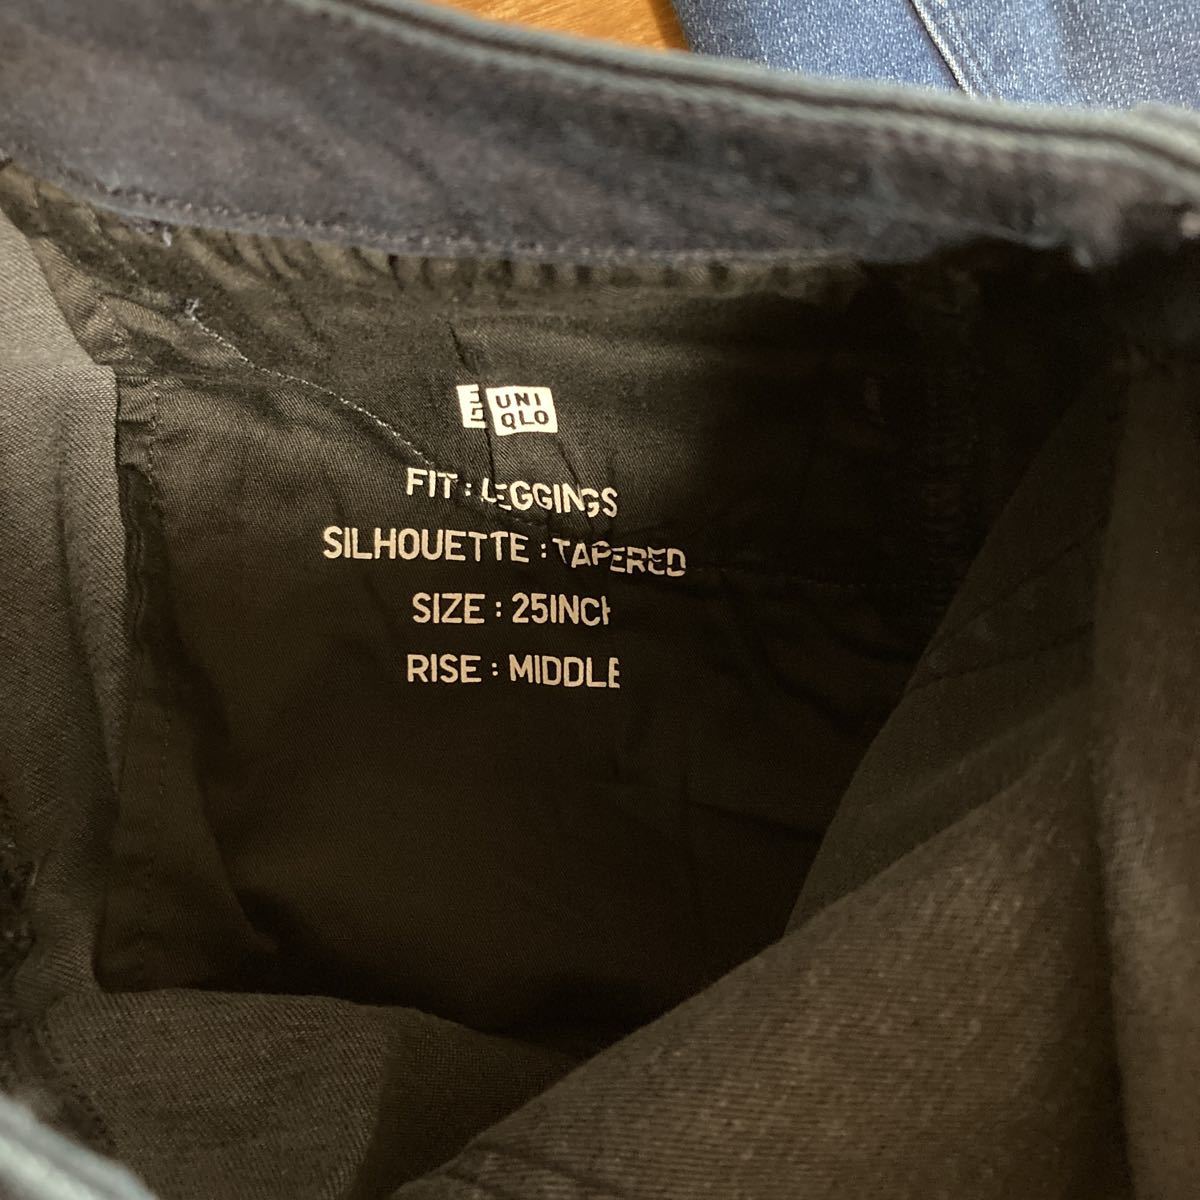 UNI
QLO
FIT : LEGGINGS
SILHOUETTE : TAPERED
SIZE : 25INCH
RISE : MIDDLE